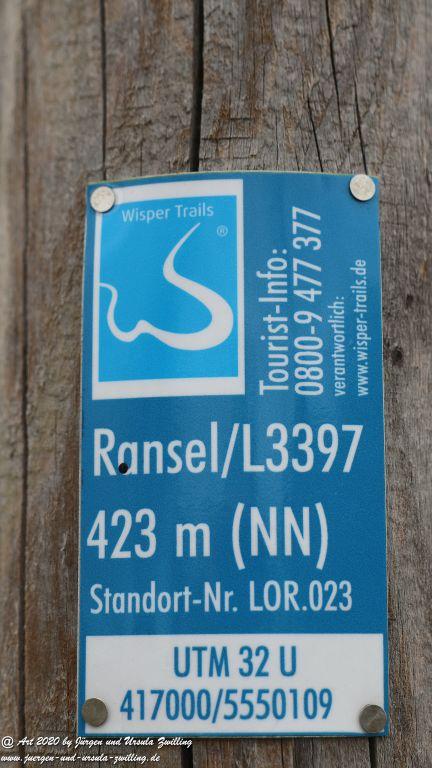 Wisper Trails
®
Tourist-Info:
0800-9 477 377
verantwortlich:
www.wisper-trails.de
Ransel/L3397
423 m (NN)
Standort-Nr. LOR.023
UTM 32 U
417000/5550109
@ Art 2020 by Jürgen und Ursula Zwilling
www.juergen-und-ursula-zwilling.de